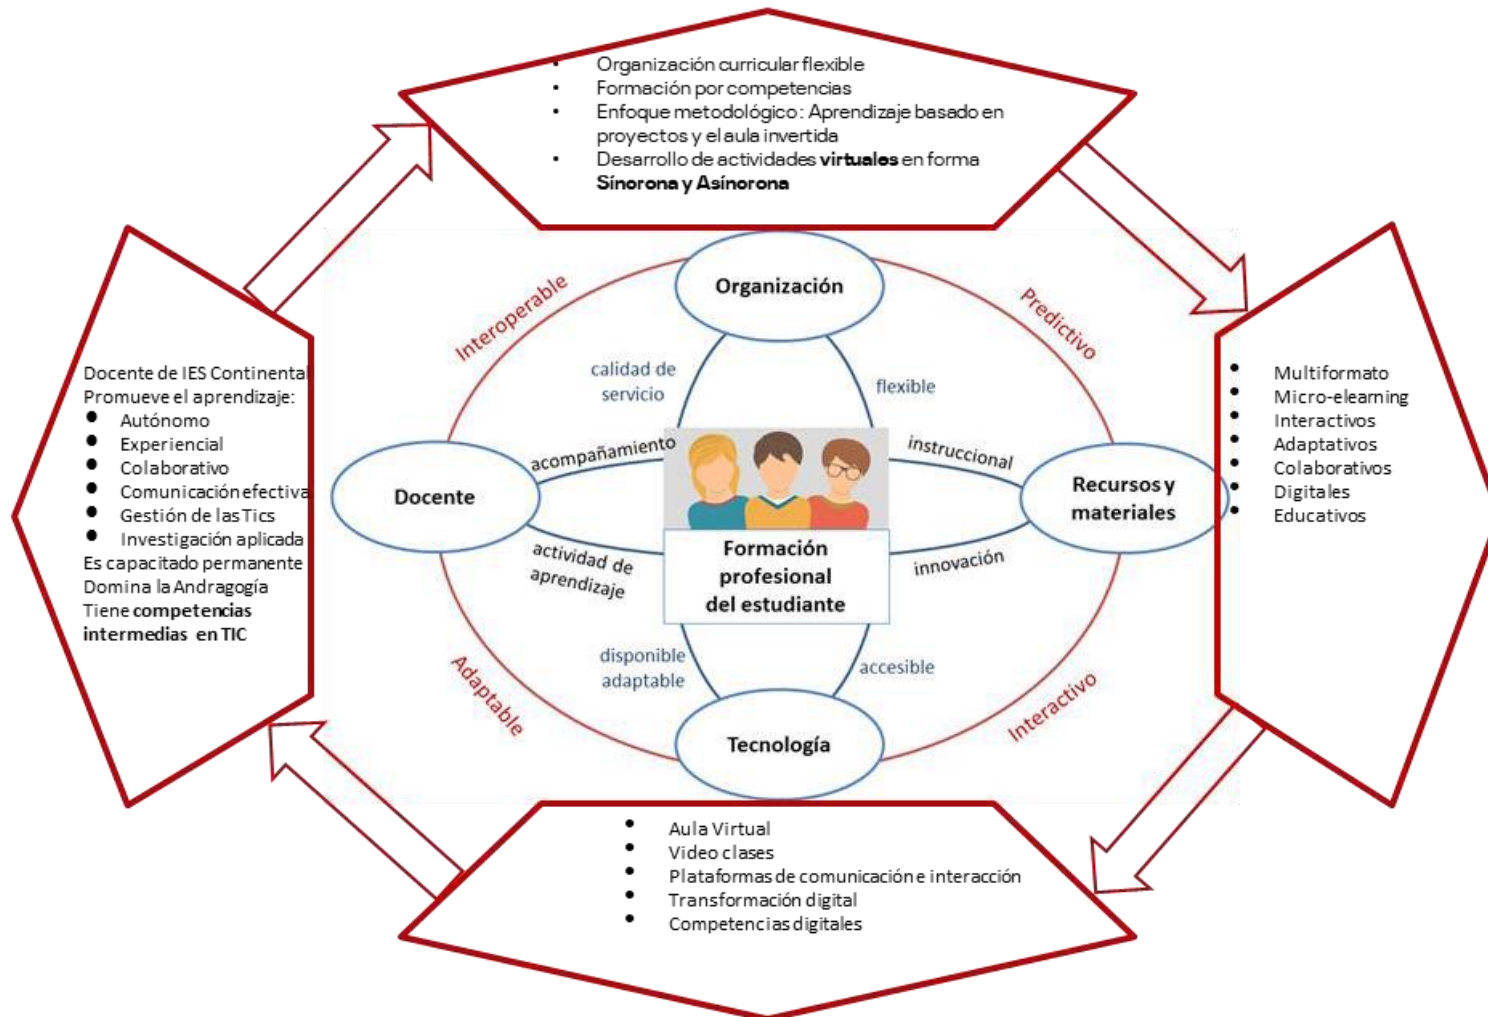 • Organización curricular flexible
• Formación por competencias
• Enfoque metodológico: Aprendizaje basado en
proyectos y el aula invertida
• Desarrollo de actividades virtuales en forma
Sínorona y Asínorona
Interoperable
Organización
Predictivo
calidad de
servicio
flexible
Docente de IES Continental
Promueve el aprendizaje:
● Autónomo
● Experiencial
● Colaborativo
● Comunicación efectiva
● Gestión de las Tics
● Investigación aplicada
Es capacitado permanente
Domina la Andragogía
Tiene competencias
intermedias en TIC
Docente
acompañamiento
actividad de
aprendizaje
Formación
profesional
del estudiante
instruccional
innovación
Recursos y
materiales
● Multiformato
● Micro-elearning
● Interactivos
● Adaptativos
● Colaborativos
● Digitales
● Educativos
disponible
adaptable
accesible
Adaptable
Tecnología
Interactivo
● Aula Virtual
● Video clases
● Plataformas de comunicación e interacción
● Transformación digital
● Competencias digitales